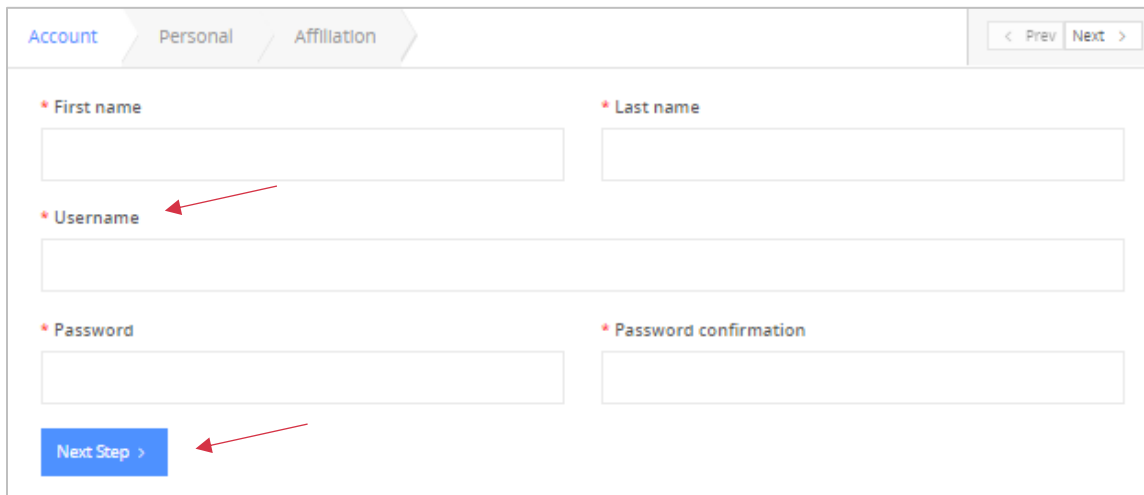 Account Personal Affiliation < Prev Next >
* First name * Last name
* Username
* Password * Password confirmation
Next Step >